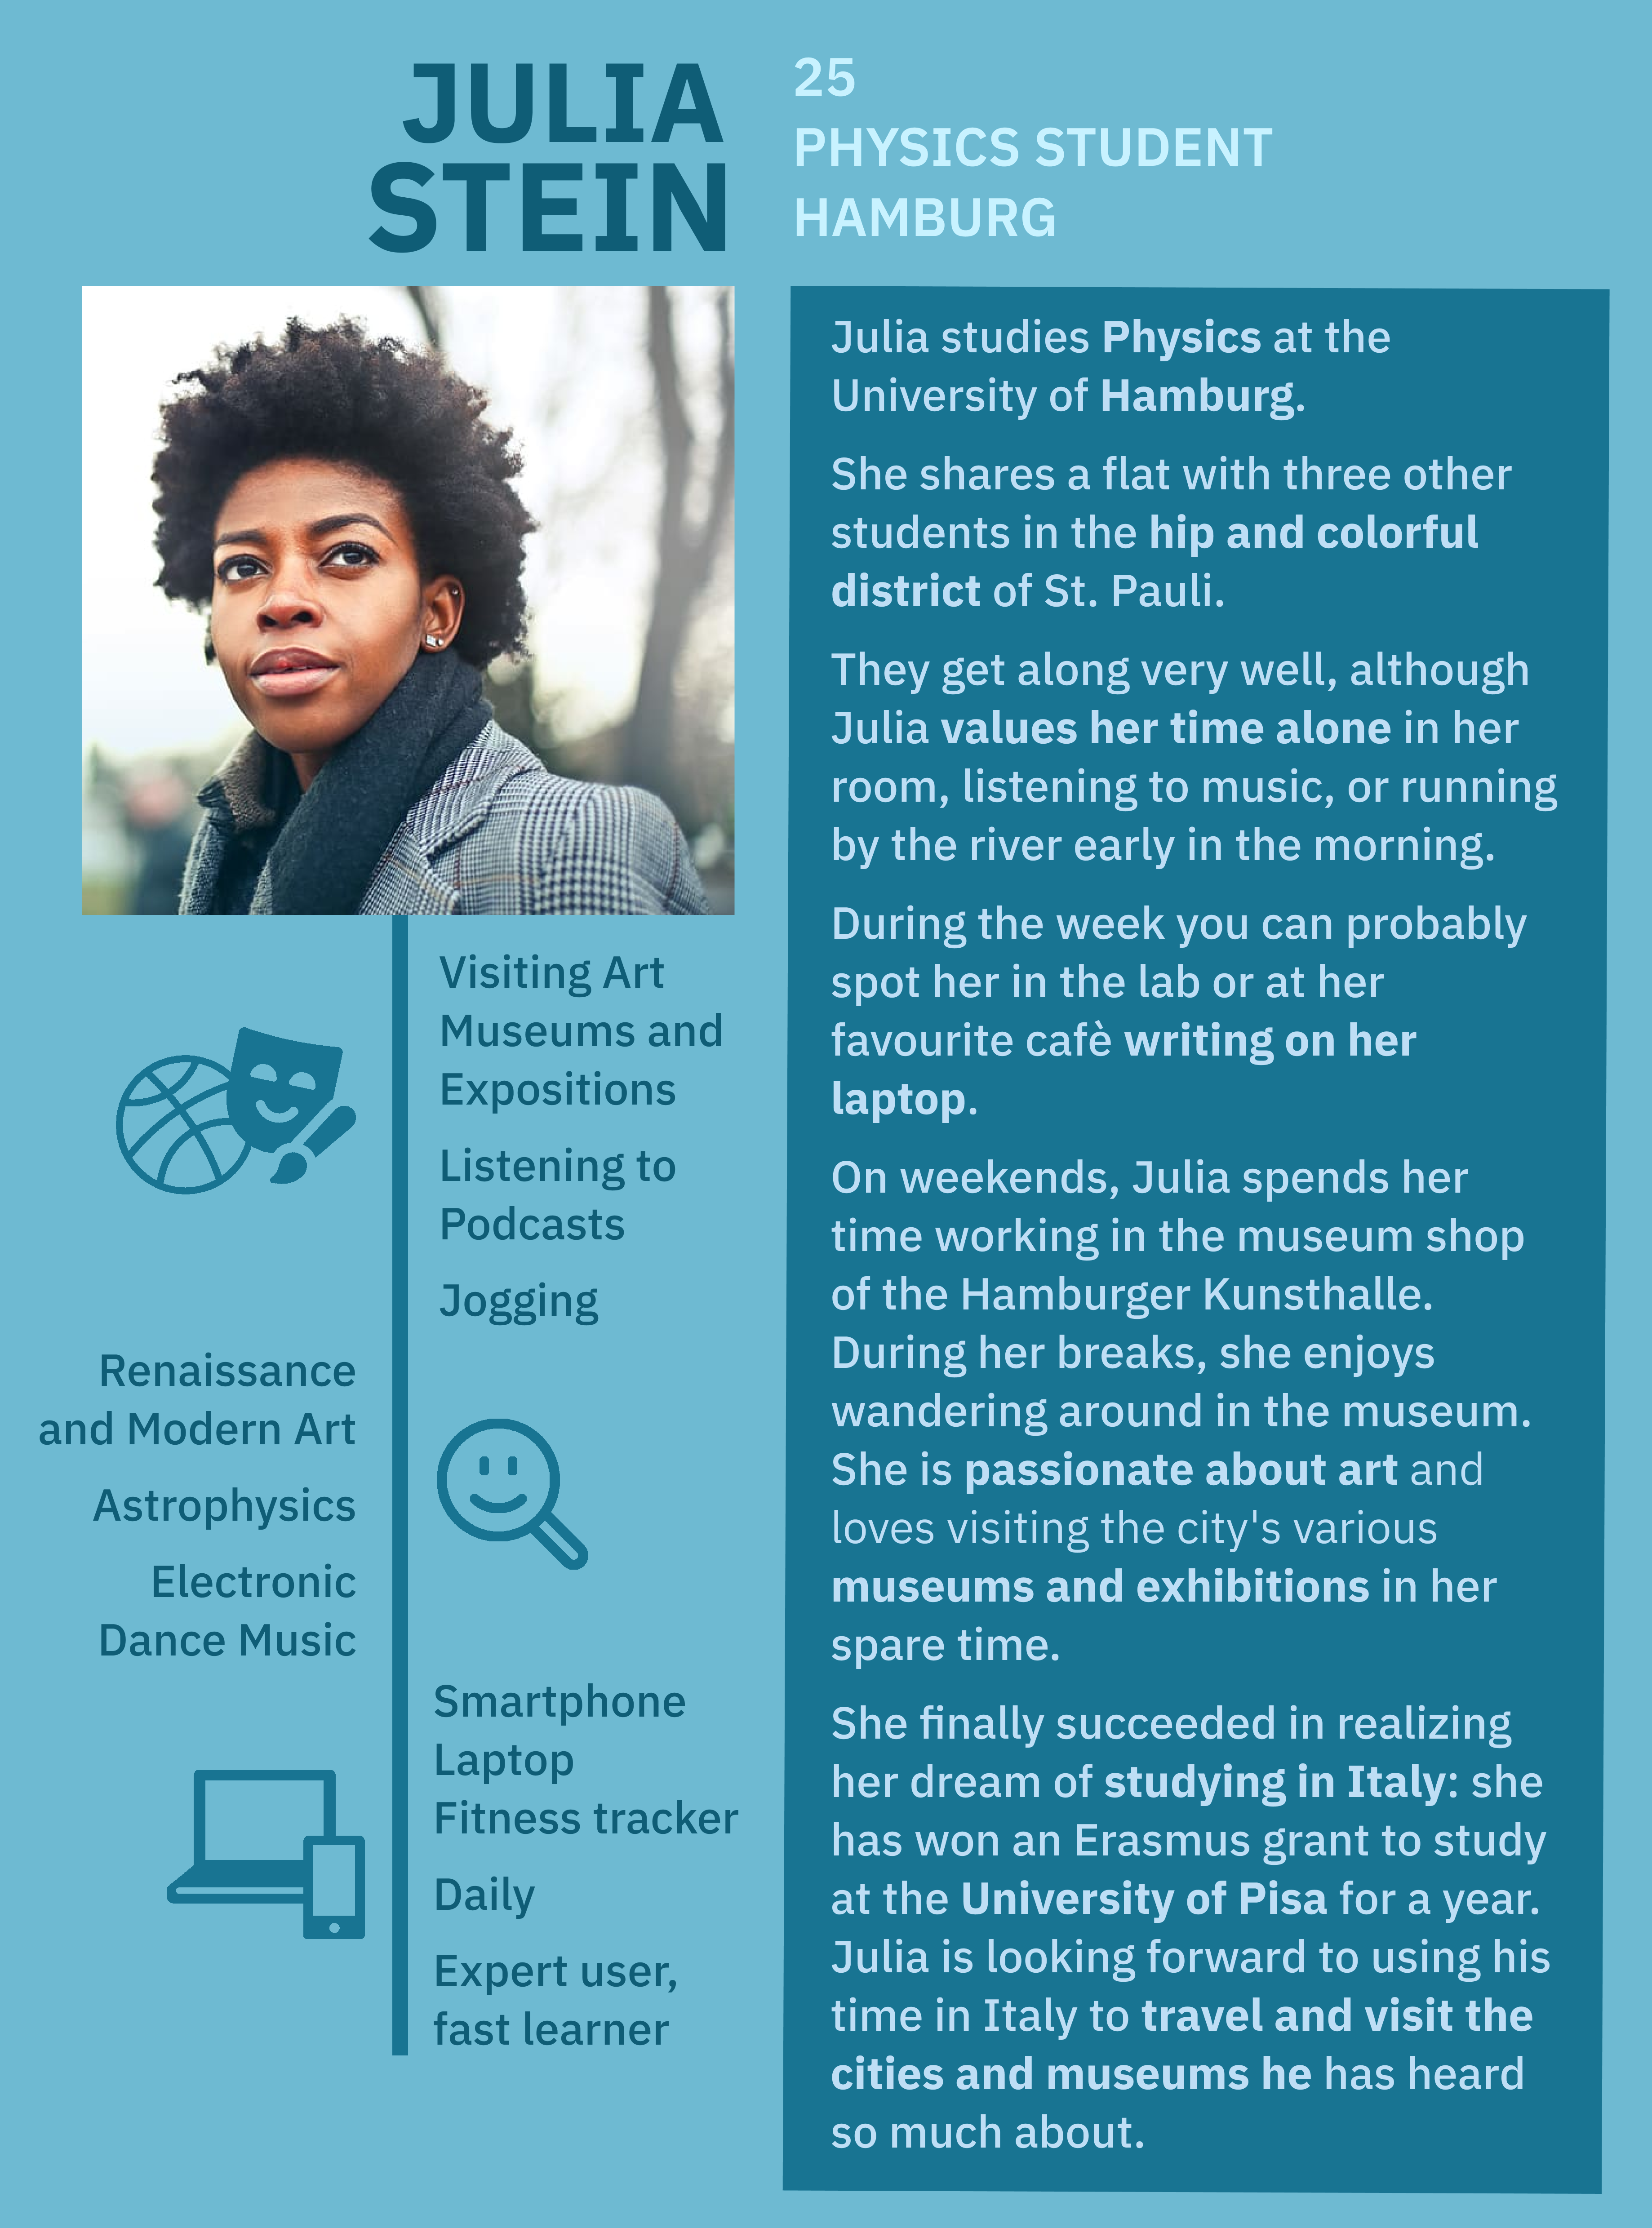 JULIA
STEIN
25
PHYSICS STUDENT
HAMBURG
Visiting Art
Museums and
Expositions
Listening to
Podcasts
Jogging
Renaissance
and Modern Art
Astrophysics
Electronic
Dance Music
Smartphone
Laptop
Fitness tracker
Daily
Expert user,
fast learner
Julia studies Physics at the
University of Hamburg.
She shares a flat with three other
students in the hip and colorful
district of St. Pauli.
They get along very well, although
Julia values her time alone in her
room, listening to music, or running
by the river early in the morning.
During the week you can probably
spot her in the lab or at her
favourite cafè writing on her
laptop.
On weekends, Julia spends her
time working in the museum shop
of the Hamburger Kunsthalle.
During her breaks, she enjoys
wandering around in the museum.
She is passionate about art and
loves visiting the city's various
museums and exhibitions in her
spare time.
She finally succeeded in realizing
her dream of studying in Italy: she
has won an Erasmus grant to study
at the University of Pisa for a year.
Julia is looking forward to using his
time in Italy to travel and visit the
cities and museums he has heard
so much about.